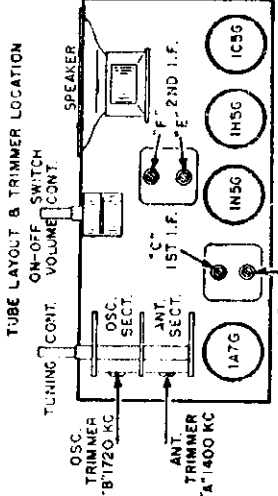 TUBE LAYOUT & TRIMMER LOCATION
ON-OFF SWITCH
VOLUME CONT.
TUNING CONT.
SPEAKER
OSC.
TRIMMER
"B" 1720 KC
OSC.
SECT.
ANT.
SECT.
ANT.
TRIMMER
"A" 1400 KC
"C"
1ST I.F.
"F"
2ND I.F.
"E"
1A7G
1N5G
1H5G
1C5G